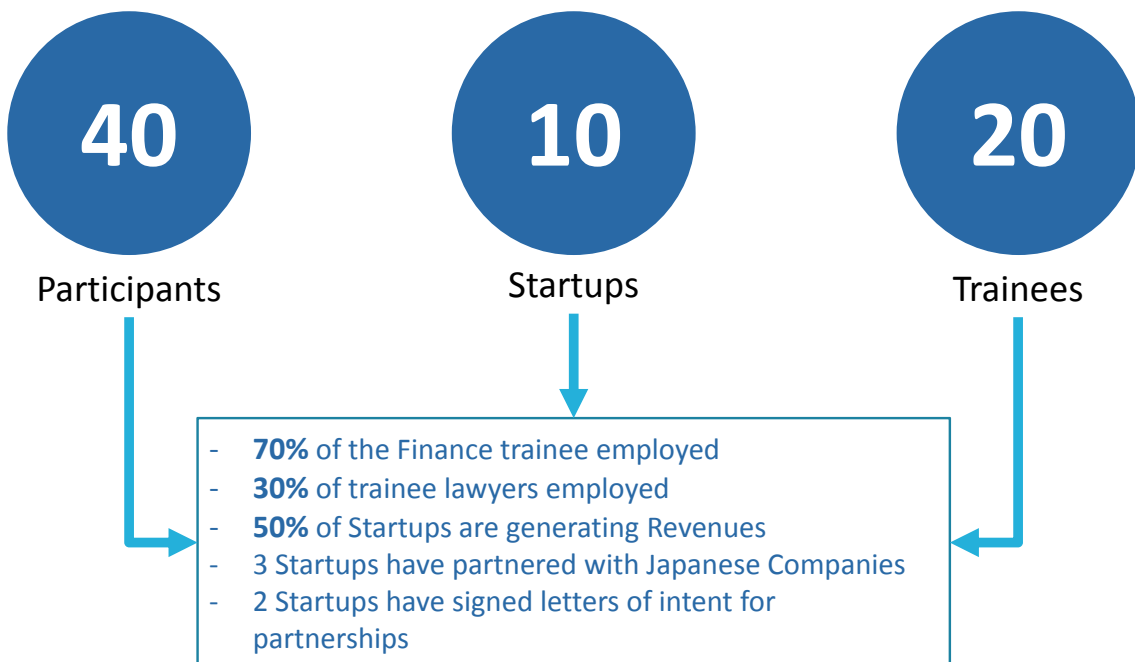 40
10
20
Participants
Startups
Trainees
- 70% of the Finance trainee employed
- 30% of trainee lawyers employed
- 50% of Startups are generating Revenues
- 3 Startups have partnered with Japanese Companies
- 2 Startups have signed letters of intent for
partnerships